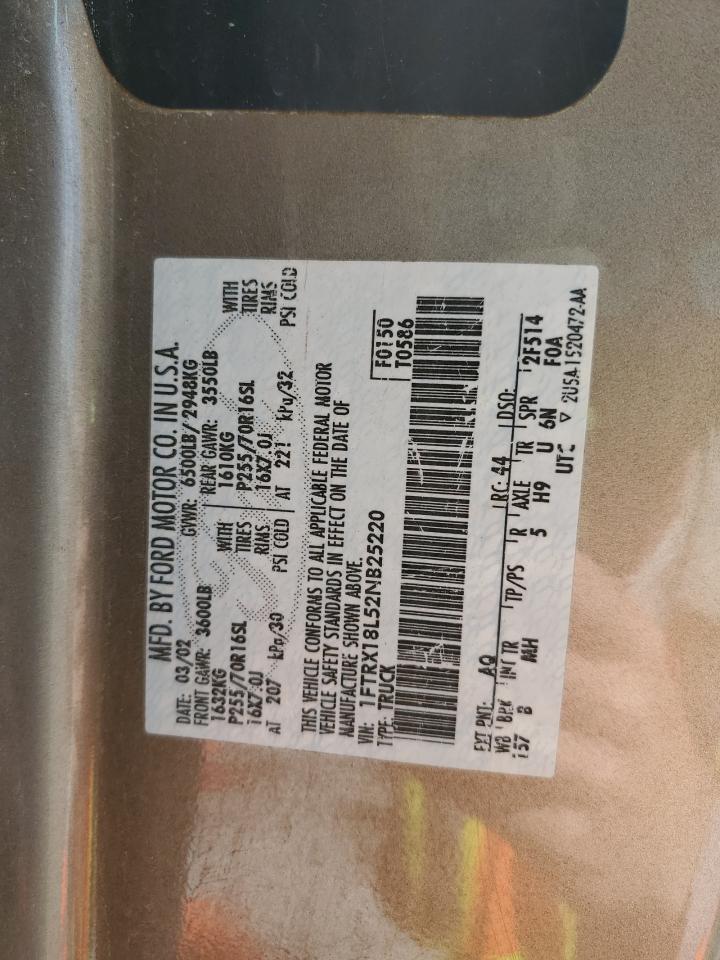 MFD. BY FORD MOTOR CO. IN U.S.A.
DATE: 03/02 GVWR: 6500LB/ 2948KG
FRONT GAWR: 3600LB REAR GAWR: 3550LB
1632KG WITH 1610KG WITH
P255/70R16SL TIRES P255/70R16SL TIRES
16X7.0J RIMS 16X7.0J RIMS
AT 207 kPa/30 PSI COLD AT 221 kPa/32 PSI COLD
THIS VEHICLE CONFORMS TO ALL APPLICABLE FEDERAL MOTOR
VEHICLE SAFETY STANDARDS IN EFFECT ON THE DATE OF
MANUFACTURE SHOWN ABOVE.
VIN: 1FTRX18L52NB25220
TYPE: TRUCK
F0150
T0586
EXT PNT: AQ RC: 44 DSO:
WB BRK INT TR TP/PS R AXLE TR SPR 2F514
157 B MH 5 H9 U 6N F0A
UTC ▽ 2U5A-1520472-AA